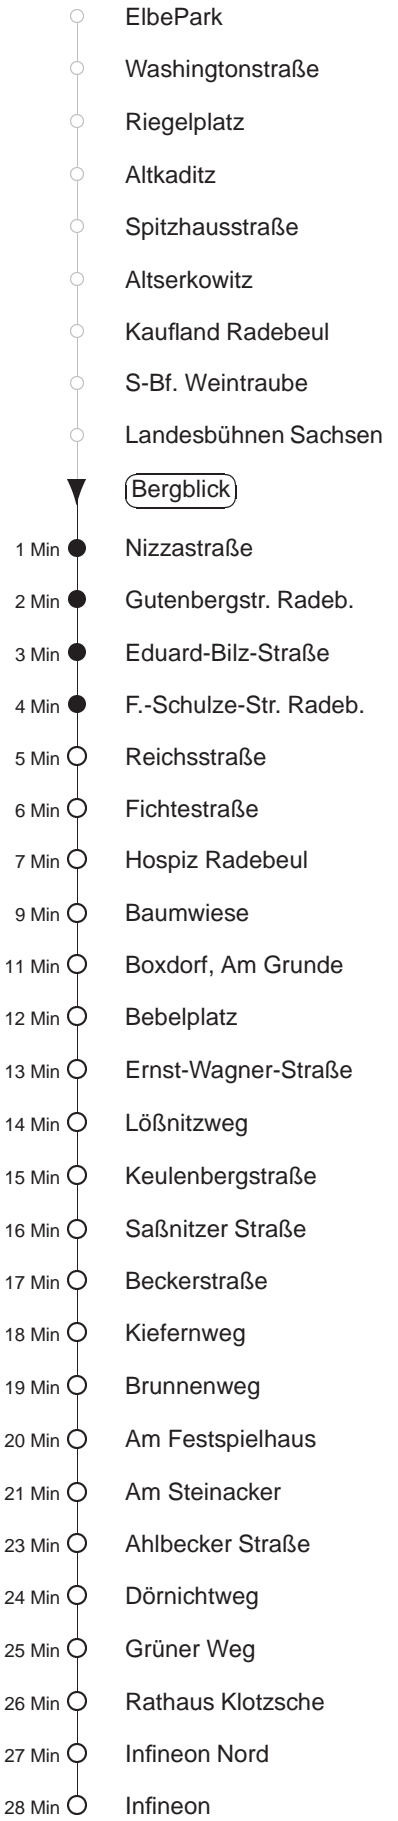 ElbePark
Washingtonstraße
Riegelplatz
Altkaditz
Spitzhausstraße
Altserkowitz
Kaufland Radebeul
S-Bf. Weintraube
Landesbühnen Sachsen
Bergblick
1 Min Nizzastraße
2 Min Gutenbergstr. Radeb.
3 Min Eduard-Bilz-Straße
4 Min F.-Schulze-Str. Radeb.
5 Min Reichsstraße
6 Min Fichtestraße
7 Min Hospiz Radebeul
9 Min Baumwiese
11 Min Boxdorf, Am Grunde
12 Min Bebelplatz
13 Min Ernst-Wagner-Straße
14 Min Lößnitzweg
15 Min Keulenbergstraße
16 Min Saßnitzer Straße
17 Min Beckerstraße
18 Min Kiefernweg
19 Min Brunnenweg
20 Min Am Festspielhaus
21 Min Am Steinacker
23 Min Ahlbecker Straße
24 Min Dörnichtweg
25 Min Grüner Weg
26 Min Rathaus Klotzsche
27 Min Infineon Nord
28 Min Infineon